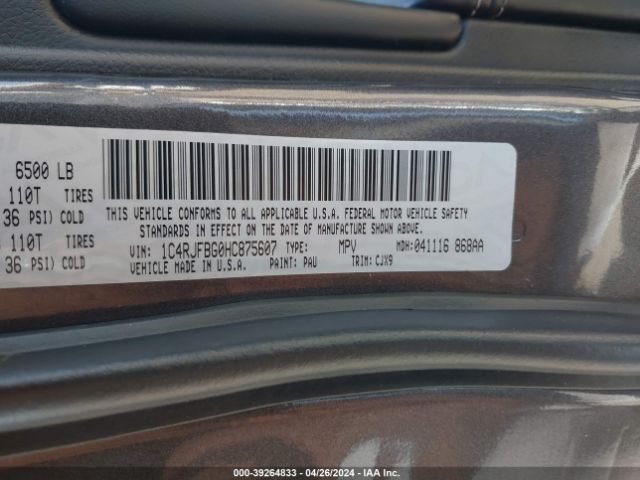 6500 LB
110T TIRES
36 PSI) COLD
110T TIRES
36 PSI) COLD
THIS VEHICLE CONFORMS TO ALL APPLICABLE U.S.A. FEDERAL MOTOR VEHICLE SAFETY
STANDARDS IN EFFECT ON THE DATE OF MANUFACTURE SHOWN ABOVE.
VIN: 1C4RJFBG0HC875607 TYPE: MPV MDH: 041116 868AA
VEHICLE MADE IN U.S.A. PAINT: PAU TRIM: CJX9
000-39264833 / 04/26/2024 - IAA Inc.